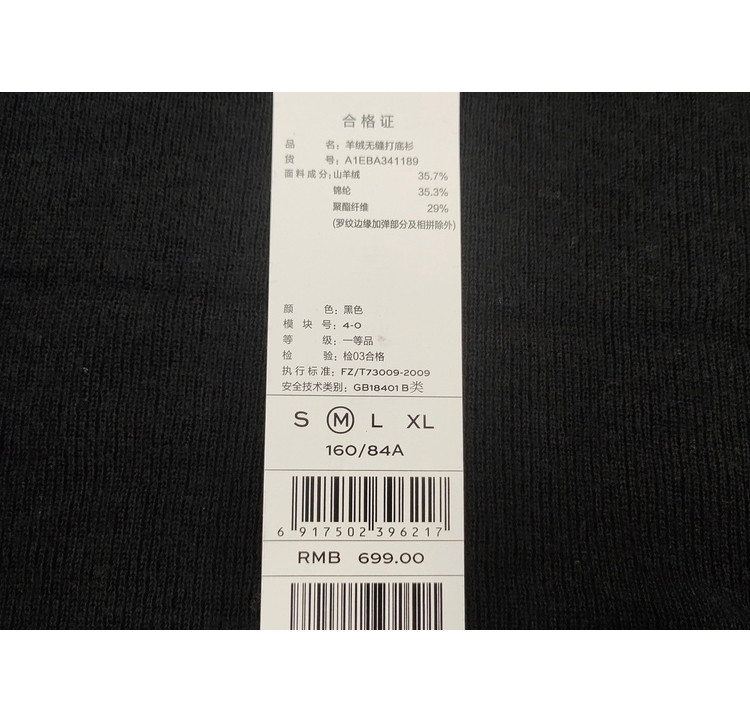 合格证
品 名：羊绒无缝打底衫
货 号：A1EBA341189
面料成分：山羊绒 35.7%
锦纶 35.3%
聚酯纤维 29%
(罗纹边缘加弹部分及相拼除外)
颜 色：黑色
模 块 号：4-0
等 级：一等品
检 验：检03合格
执行标准：FZ/T73009-2009
安全技术类别：GB18401 B类
S M L XL
160/84A
6 917502 396217
RMB 699.00